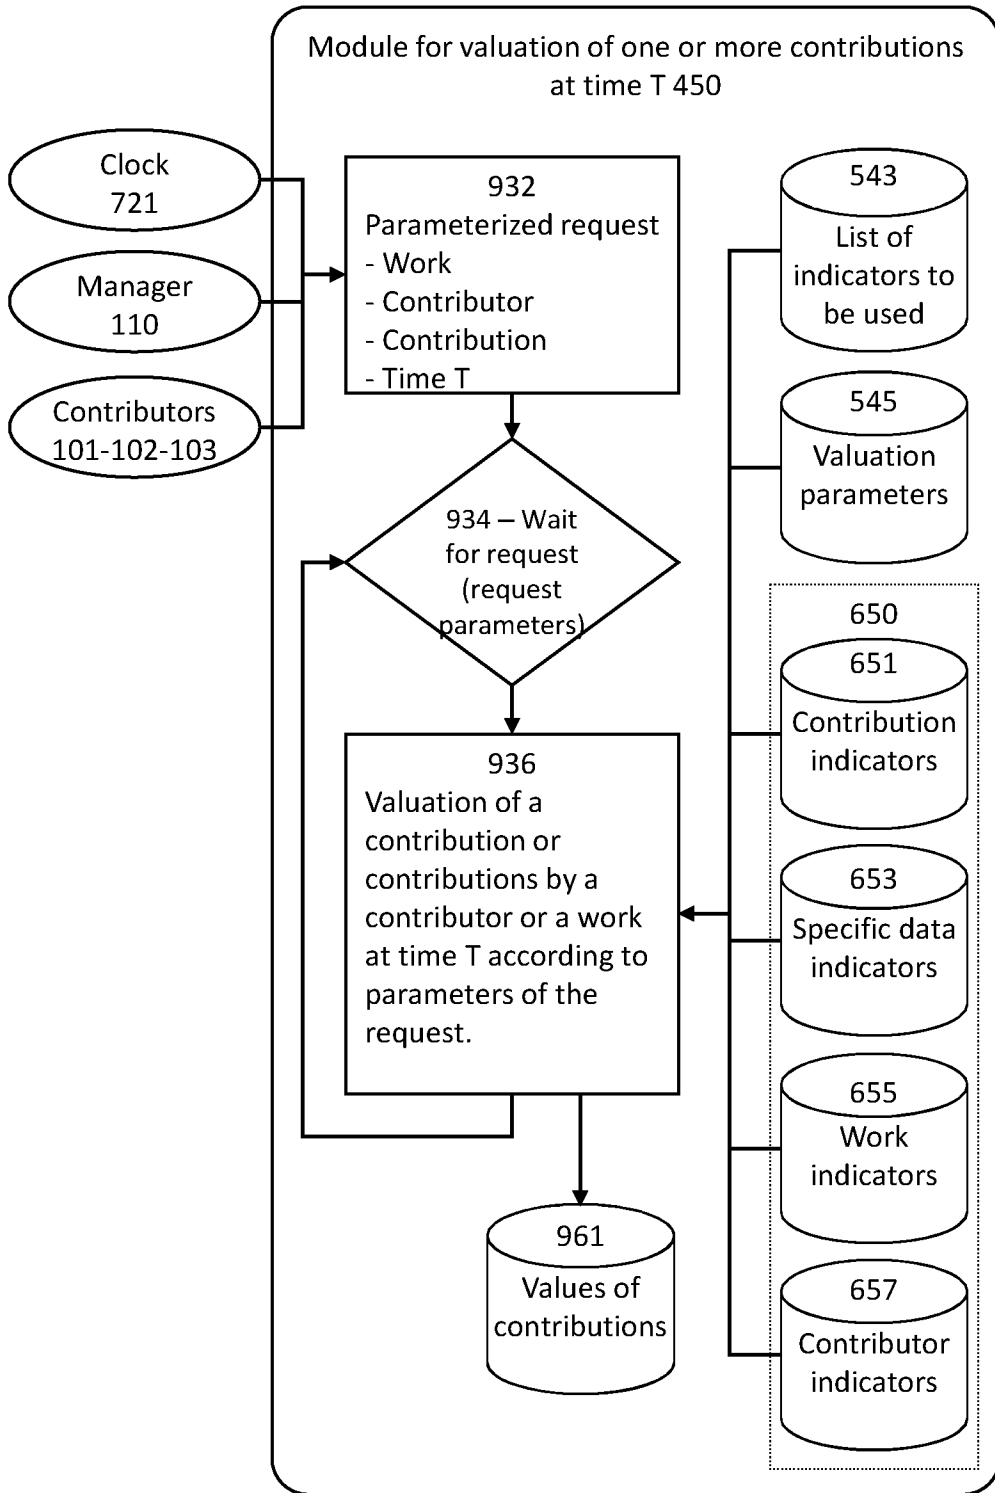 Module for valuation of one or more contributions
at time T 450
Clock
721
Manager
110
Contributors
101-102-103
932
Parameterized request
- Work
- Contributor
- Contribution
- Time T
934 – Wait
for request
(request
parameters)
936
Valuation of a
contribution or
contributions by a
contributor or a work
at time T according to
parameters of the
request.
961
Values of
contributions
543
List of
indicators to
be used
545
Valuation
parameters
650
651
Contribution
indicators
653
Specific data
indicators
655
Work
indicators
657
Contributor
indicators